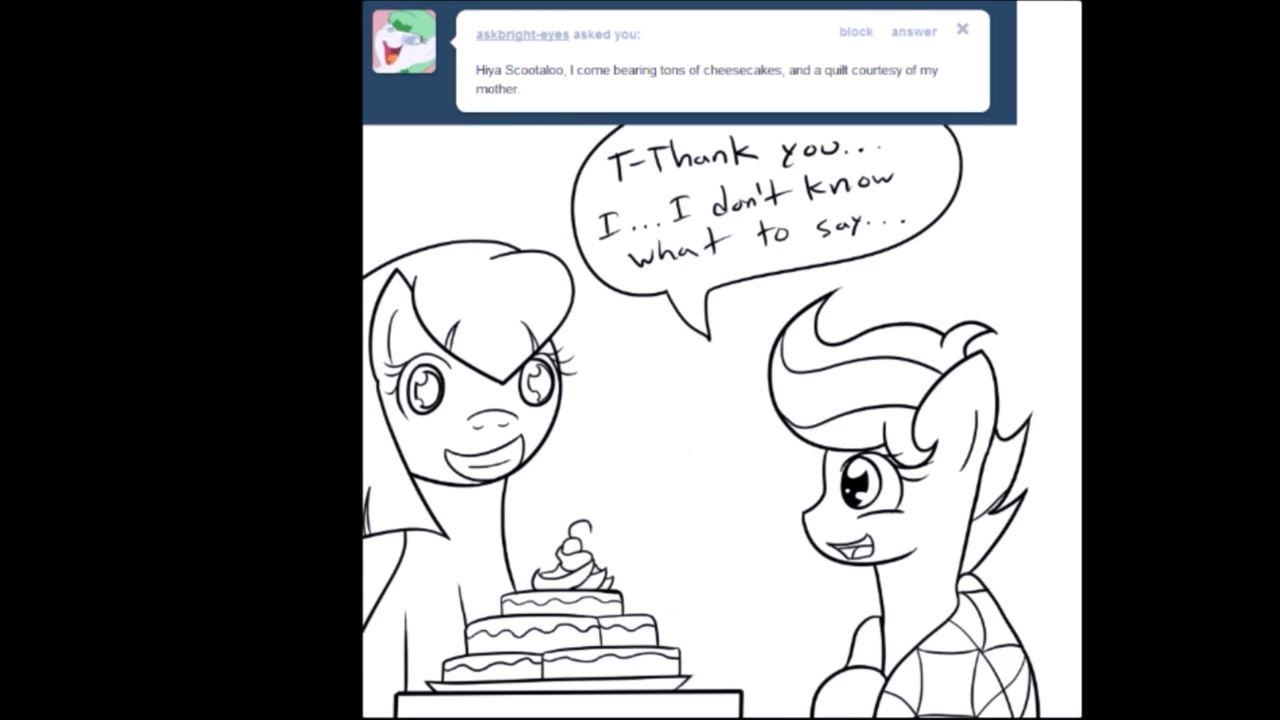 askbright-eyes asked you:
block answer
Hiya Scootaloo, I come bearing tons of cheesecakes, and a quilt courtesy of my
mother.
T-Thank you...
I...I don't know
what to say...